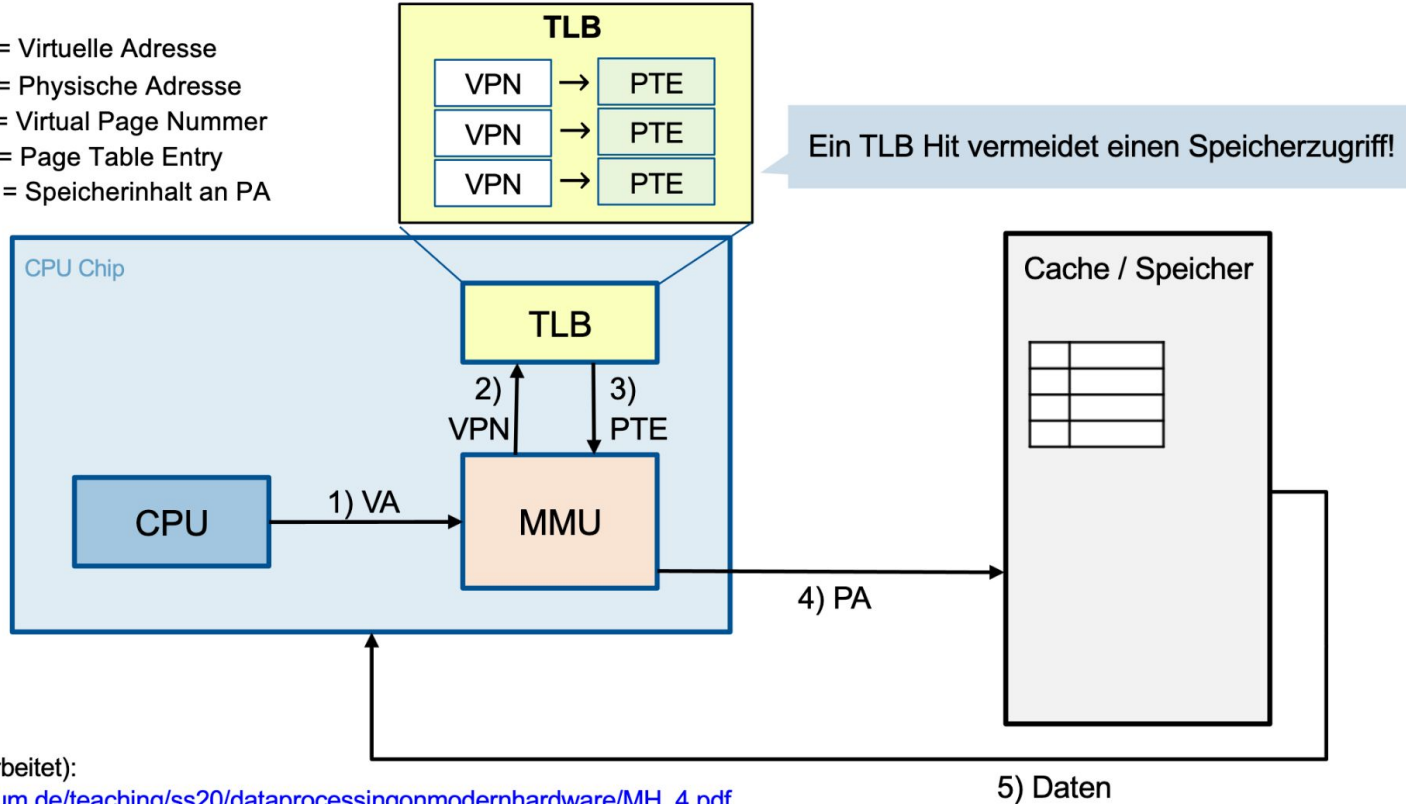 = Virtuelle Adresse
= Physische Adresse
= Virtual Page Nummer
= Page Table Entry
= Speicherinhalt an PA
TLB
VPN → PTE
VPN → PTE
VPN → PTE
Ein TLB Hit vermeidet einen Speicherzugriff!
CPU Chip
TLB
2)
VPN
3)
PTE
CPU
1) VA
MMU
4) PA
Cache / Speicher
5) Daten
rbeitet):
um.de/teaching/ss20/dataprocessingonmodernhardware/MH_4.pdf